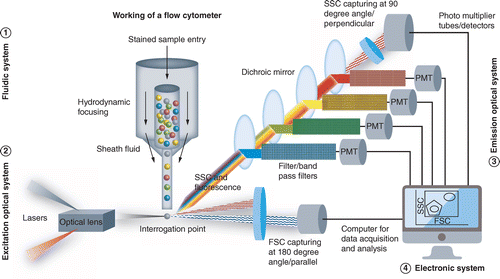 Working of a flow cytometer
Stained sample entry
SSC capturing at 90
degree angle/
perpendicular
Photo multiplier
tubes/detectors
1
Fluidic system
Dichroic mirror
Hydrodynamic
focusing
Sheath fluid
PMT
PMT
PMT
PMT
3
Emission optical system
2
Excitation optical system
SSC and
fluorescence
Filter/band
pass filters
Lasers
Optical lens
Interrogation point
FSC capturing
at 180 degree
angle/parallel
SSC
FSC
Computer for
data acquisition
and analysis
4 Electronic system